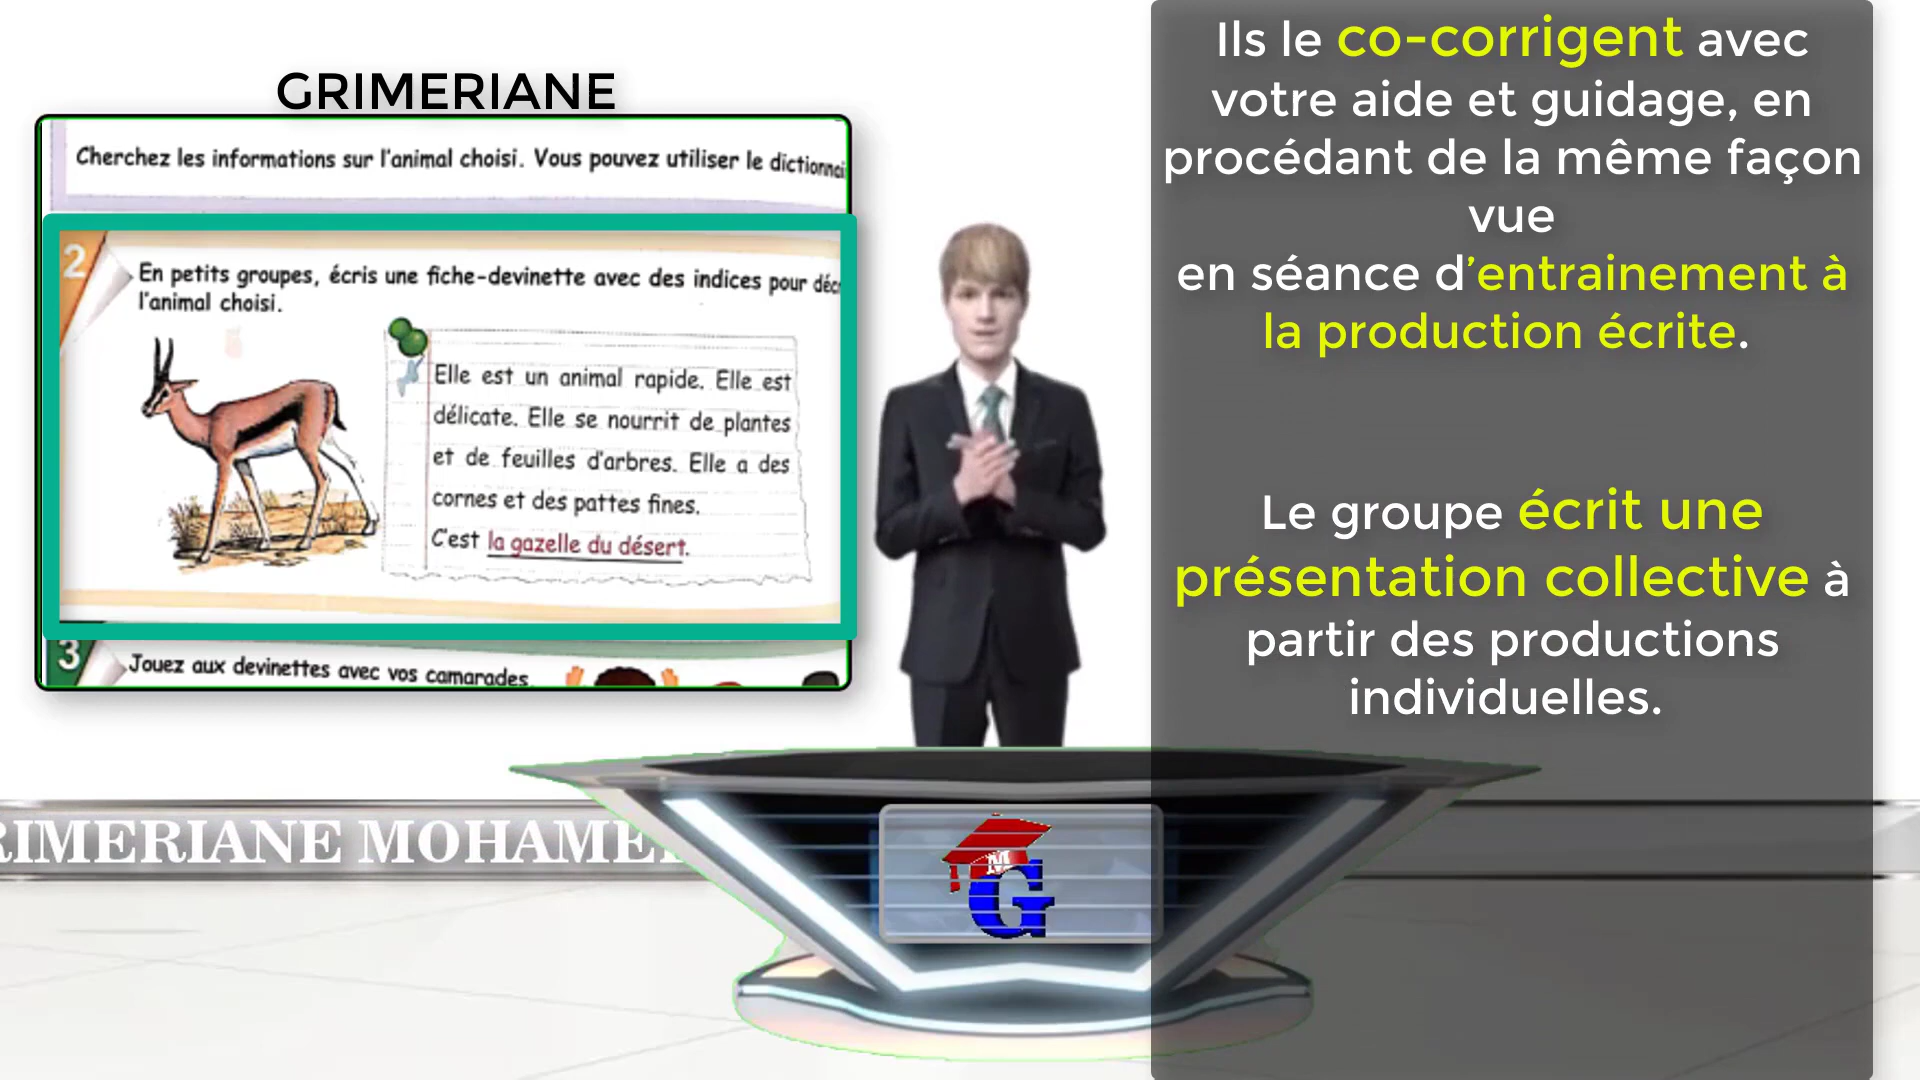 GRIMERIANE
Cherchez les informations sur l'animal choisi. Vous pouvez utiliser le
2
En petits groupes, écris une fiche-devinette avec des indices pour
l'animal choisi.
Elle est un animal rapide. Elle est
délicate. Elle se nourrit de plantes
et de feuilles d'arbres. Elle a des
cornes et des pattes fines.
C'est la gazelle du désert.
3
Jouez aux devinettes avec vos camarades.
Ils le co-corrigent avec
votre aide et guidage, en
procédant de la même façon
vue
en séance d'entrainement à
la production écrite.
Le groupe écrit une
présentation collective à
partir des productions
individuelles.
RIMERIANE MOHAME
M
G